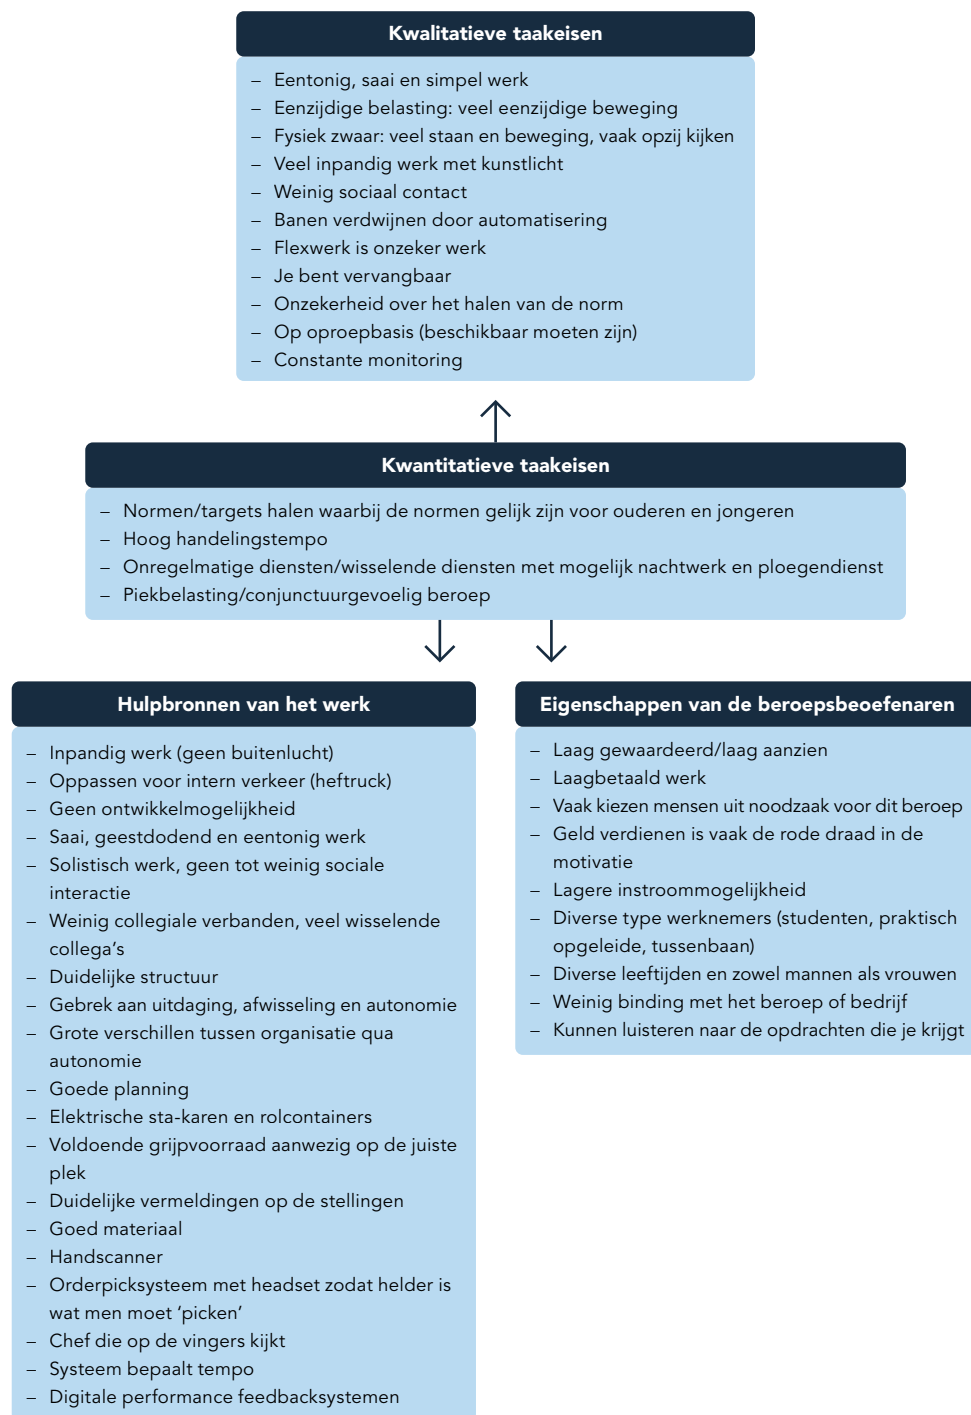 Kwalitatieve taakeisen
– Eentonig, saai en simpel werk
– Eenzijdige belasting: veel eenzijdige beweging
– Fysiek zwaar: veel staan en beweging, vaak opzij kijken
– Veel inpandig werk met kunstlicht
– Weinig sociaal contact
– Banen verdwijnen door automatisering
– Flexwerk is onzeker werk
– Je bent vervangbaar
– Onzekerheid over het halen van de norm
– Op oproepbasis (beschikbaar moeten zijn)
– Constante monitoring
Kwantitatieve taakeisen
– Normen/targets halen waarbij de normen gelijk zijn voor ouderen en jongeren
– Hoog handelingstempo
– Onregelmatige diensten/wisselende diensten met mogelijk nachtwerk en ploegendienst
– Piekbelasting/conjunctuurgevoelig beroep
Hulpbronnen van het werk
– Inpandig werk (geen buitenlucht)
– Oppassen voor intern verkeer (heftruck)
– Geen ontwikkelmogelijkheid
– Saai, geestdodend en eentonig werk
– Solistisch werk, geen tot weinig sociale
interactie
– Weinig collegiale verbanden, veel wisselende
collega's
– Duidelijke structuur
– Gebrek aan uitdaging, afwisseling en autonomie
– Grote verschillen tussen organisatie qua
autonomie
– Goede planning
– Elektrische sta-karen en rolcontainers
– Voldoende grijpvoorraad aanwezig op de juiste
plek
– Duidelijke vermeldingen op de stellingen
– Goed materiaal
– Handscanner
– Orderpicksysteem met headset zodat helder is
wat men moet ‘picken’
– Chef die op de vingers kijkt
– Systeem bepaalt tempo
– Digitale performance feedbacksystemen
Eigenschappen van de beroepsbeoefenaren
– Laag gewaardeerd/laag aanzien
– Laagbetaald werk
– Vaak kiezen mensen uit noodzaak voor dit beroep
– Geld verdienen is vaak de rode draad in de
motivatie
– Lagere instroommogelijkheid
– Diverse type werknemers (studenten, praktisch
opgeleide, tussenbaan)
– Diverse leeftijden en zowel mannen als vrouwen
– Weinig binding met het beroep of bedrijf
– Kunnen luisteren naar de opdrachten die je krijgt